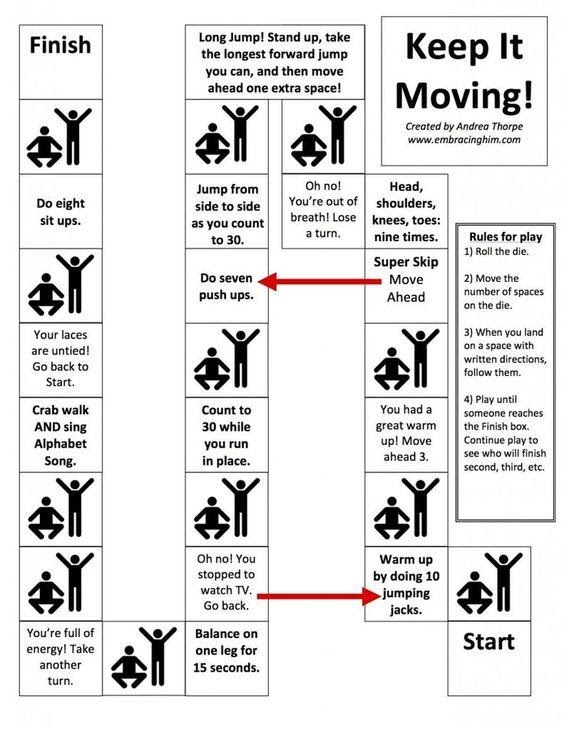 Finish
Long Jump! Stand up, take
the longest forward jump
you can, and then move
ahead one extra space!
Keep It
Moving!
Created by Andrea Thorpe
www.embracinghim.com
Do eight
sit ups.
Jump from
side to side
as you count
to 30.
Oh no!
You're out of
breath! Lose
a turn.
Head,
shoulders,
knees, toes:
nine times.
Do seven
push ups.
Super Skip
Move
Ahead
Your laces
are untied!
Go back to
Start.
Crab walk
AND sing
Alphabet
Song.
Count to
30 while
you run
in place.
You had a
great warm
up! Move
ahead 3.
Oh no! You
stopped to
watch TV.
Go back.
Warm up
by doing 10
jumping
jacks.
You're full of
energy! Take
another
turn.
Balance on
one leg for
15 seconds.
Start
Rules for play
1) Roll the die.
2) Move the
number of spaces
on the die.
3) When you land
on a space with
written directions,
follow them.
4) Play until
someone reaches
the Finish box.
Continue play to
see who will finish
second, third, etc.